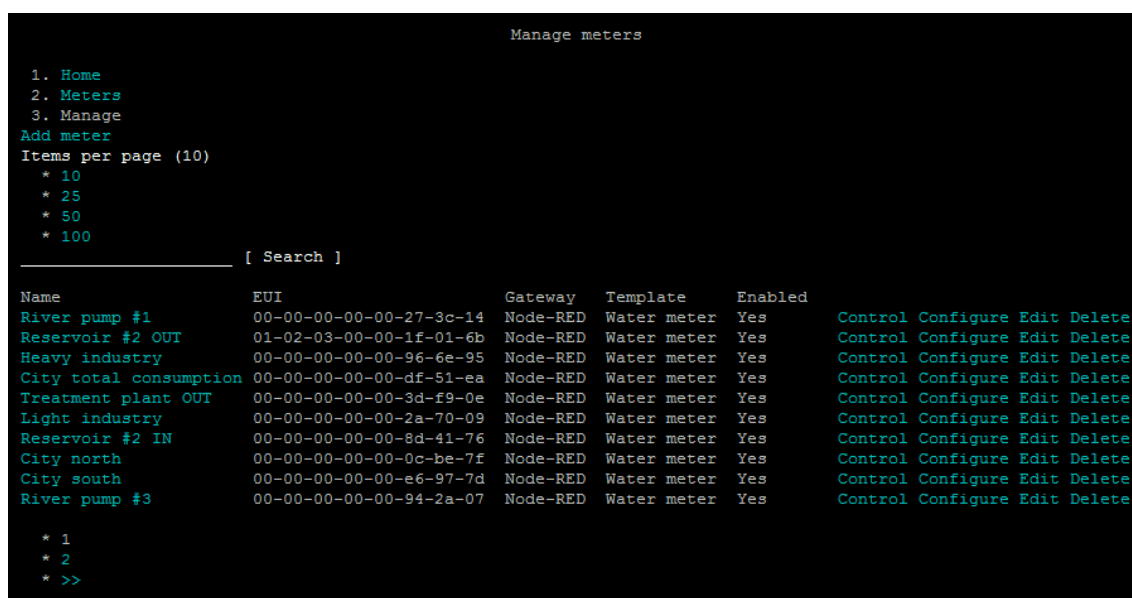 Manage meters
1. Home
2. Meters
3. Manage
Add meter
Items per page (10)
* 10
* 25
* 50
* 100
[ Search ]
Name EUI Gateway Template Enabled
River pump #1 00-00-00-00-00-27-3c-14 Node-RED Water meter Yes Control Configure Edit Delete
Reservoir #2 OUT 01-02-03-00-00-1f-01-6b Node-RED Water meter Yes Control Configure Edit Delete
Heavy industry 00-00-00-00-00-96-6e-95 Node-RED Water meter Yes Control Configure Edit Delete
City total consumption 00-00-00-00-00-df-51-ea Node-RED Water meter Yes Control Configure Edit Delete
Treatment plant OUT 00-00-00-00-00-3d-f9-0e Node-RED Water meter Yes Control Configure Edit Delete
Light industry 00-00-00-00-00-2a-70-09 Node-RED Water meter Yes Control Configure Edit Delete
Reservoir #2 IN 00-00-00-00-00-8d-41-76 Node-RED Water meter Yes Control Configure Edit Delete
City north 00-00-00-00-00-0c-be-7f Node-RED Water meter Yes Control Configure Edit Delete
City south 00-00-00-00-00-e6-97-7d Node-RED Water meter Yes Control Configure Edit Delete
River pump #3 00-00-00-00-00-94-2a-07 Node-RED Water meter Yes Control Configure Edit Delete
* 1
* 2
* >>